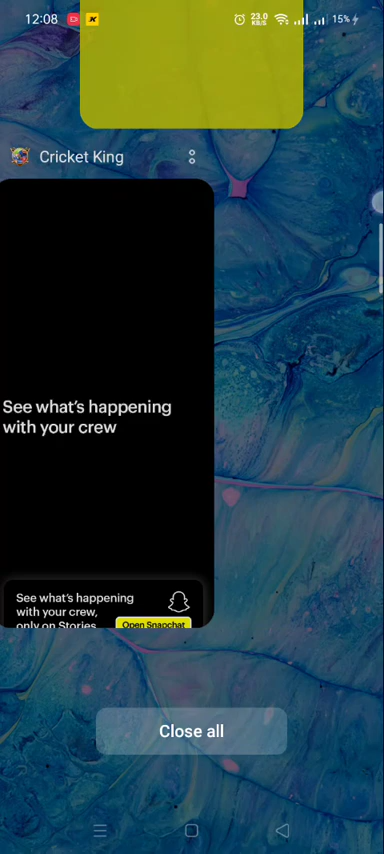 12:08
23.0
KB/S
15%
Cricket King
See what's happening
with your crew
See what's happening
with your crew,
only on Stories
Open Snapchat
Close all